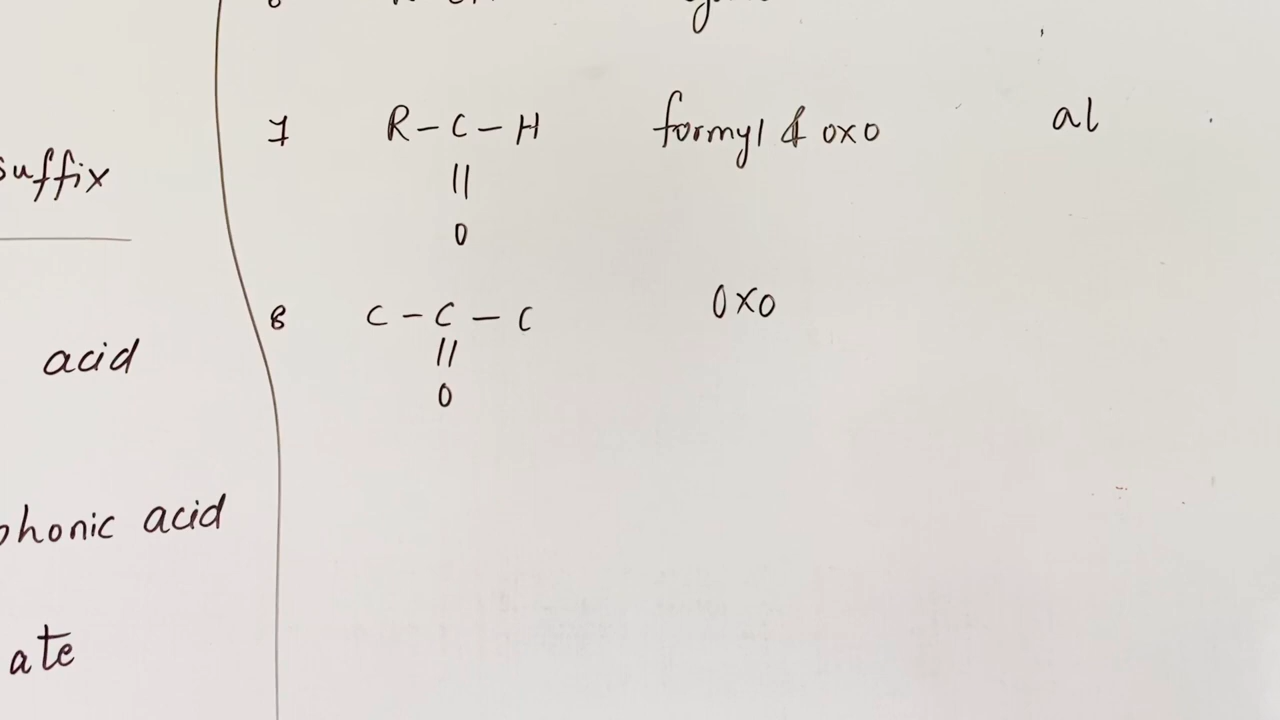 suffix
acid
phonic acid
ate
7 R - C - H formyl & oxo al
||
O
8 C - C - C oxo
||
O